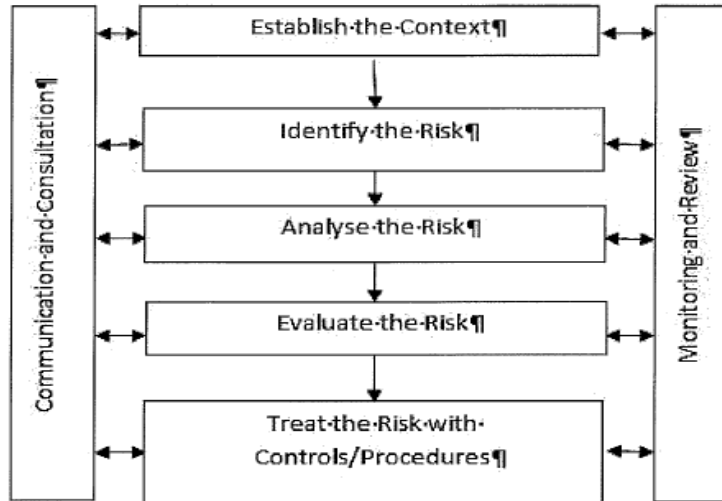 Establish·the·Context¶
Identify·the·Risk¶
Analyse·the·Risk¶
Evaluate·the·Risk¶
Treat·the·Risk·with·
Controls/Procedures¶
Communication·and·Consultation¶
Monitoring·and·Review¶